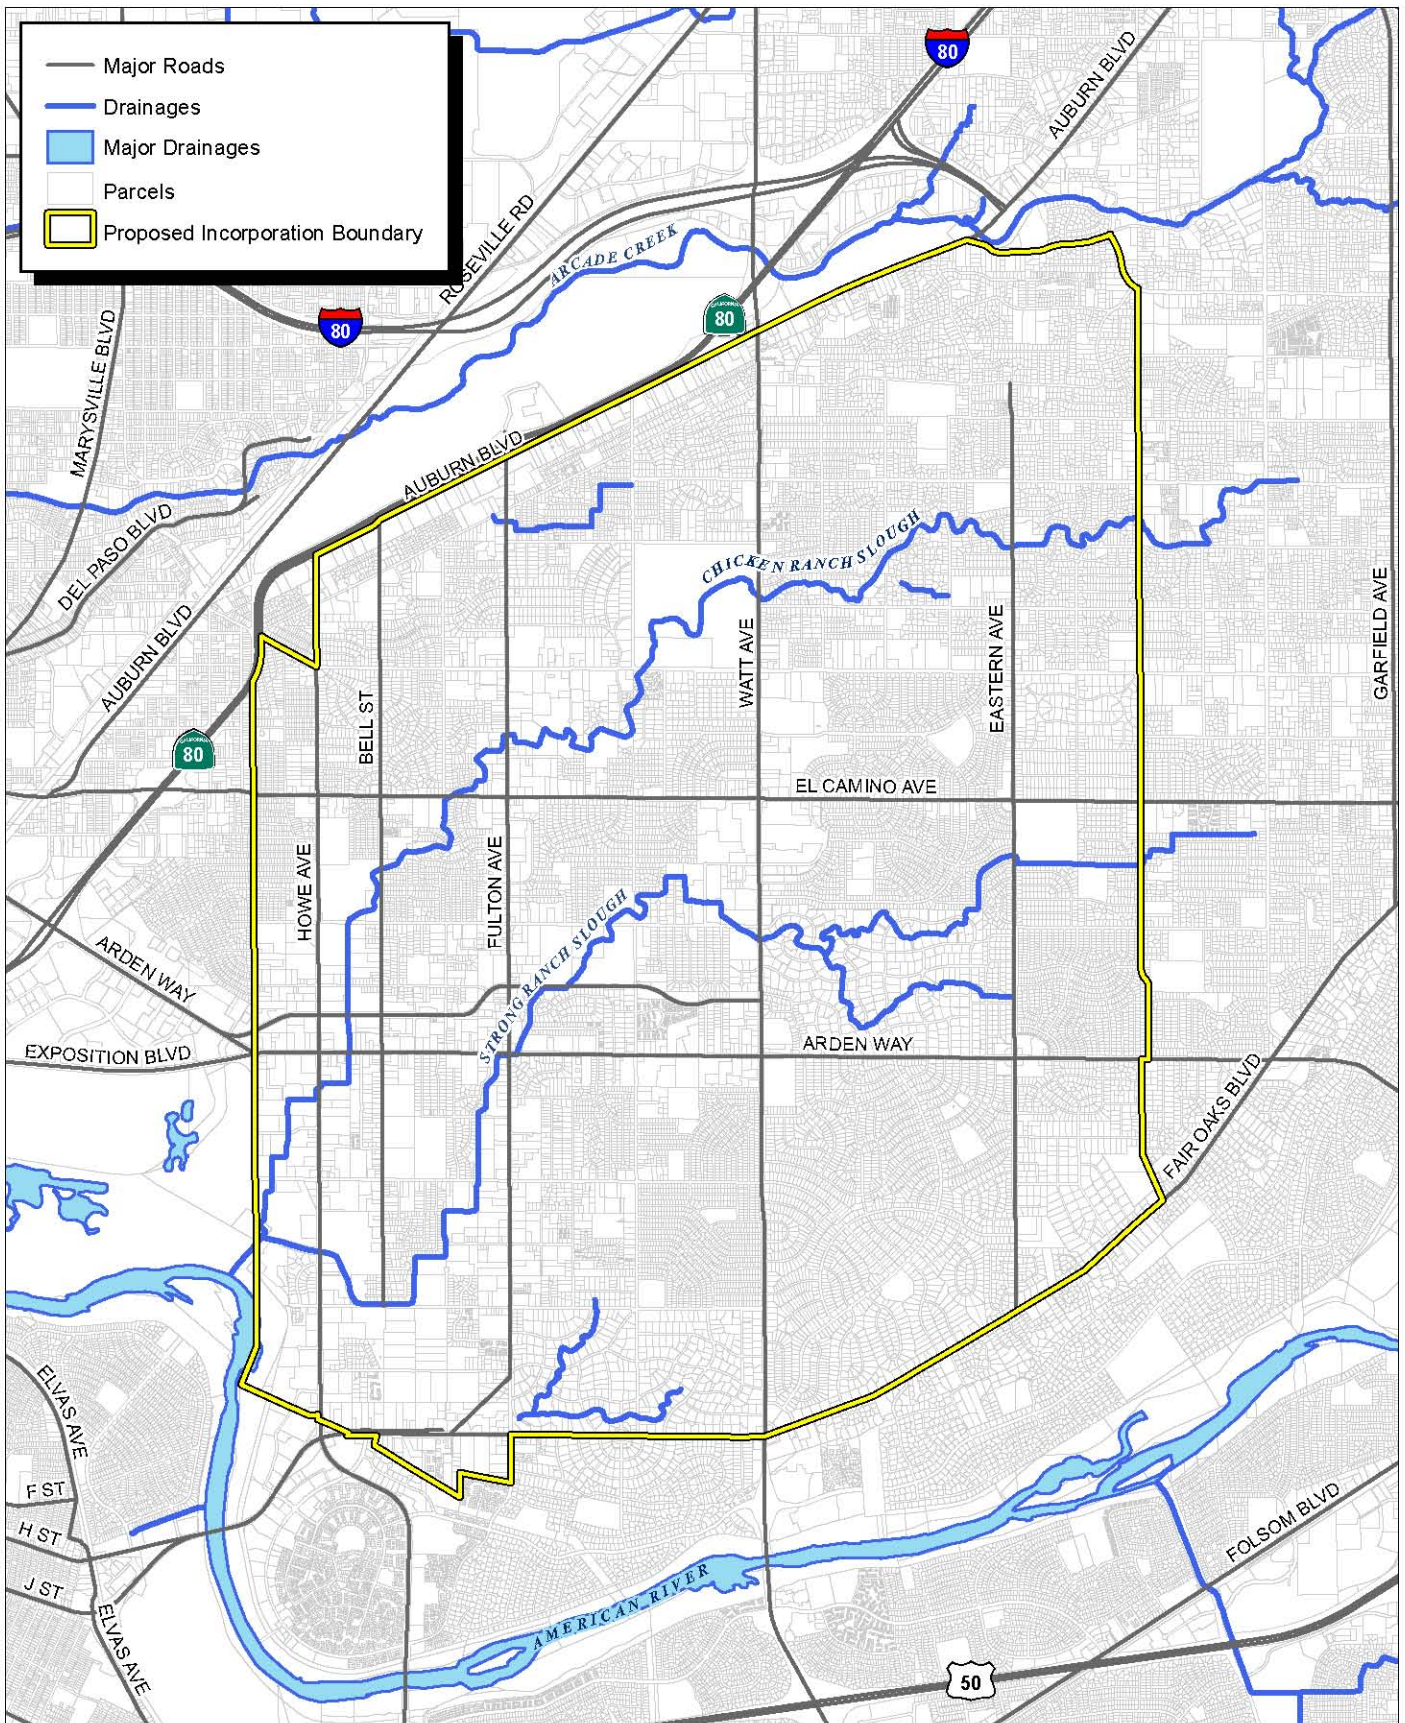 Major Roads
Drainages
Major Drainages
Parcels
Proposed Incorporation Boundary
80
AUBURN BLVD
ROSEVILLE RD
ARCADE CREEK
80
CALIFORNIA
80
MARYSVILLE BLVD
AUBURN BLVD
DEL PASO BLVD
CHICKEN RANCH SLOUGH
AUBURN BLVD
GARFIELD AVE
WATT AVE
EASTERN AVE
BELL ST
CALIFORNIA
80
EL CAMINO AVE
HOWE AVE
FULTON AVE
STRONG RANCH SLOUGH
ARDEN WAY
EXPOSITION BLVD
ARDEN WAY
FAIR OAKS BLVD
ELVAS AVE
F ST
H ST
J ST
ELVAS AVE
AMERICAN RIVER
FOLSOM BLVD
50